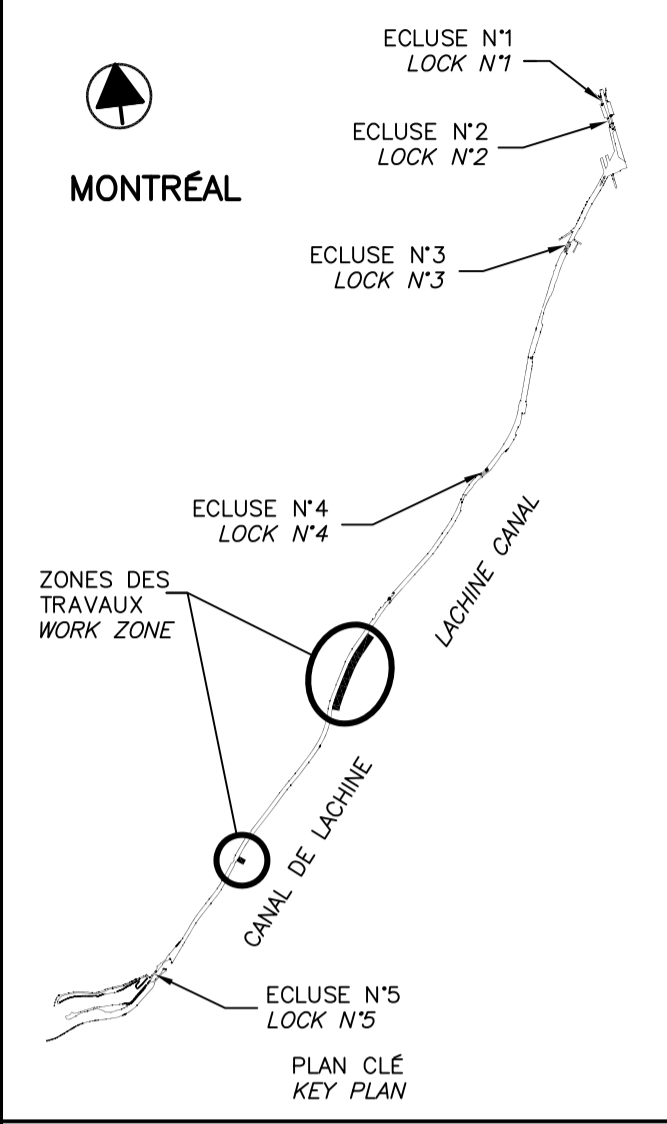 ECLUSE N°1
LOCK N°1
ECLUSE N°2
LOCK N°2
MONTRÉAL
ECLUSE N°3
LOCK N°3
ECLUSE N°4
LOCK N°4
LACHINE CANAL
ZONES DES
TRAVAUX
WORK ZONE
CANAL DE LACHINE
ECLUSE N°5
LOCK N°5
PLAN CLÉ
KEY PLAN